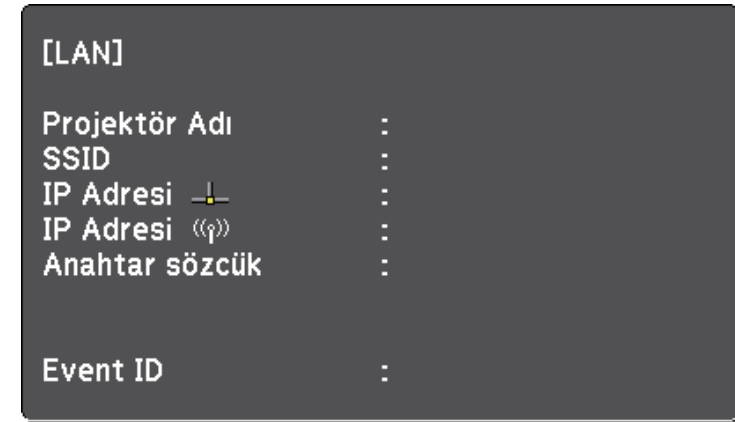 [LAN]
Projektör Adı :
SSID :
IP Adresi :
IP Adresi :
Anahtar sözcük :
Event ID :